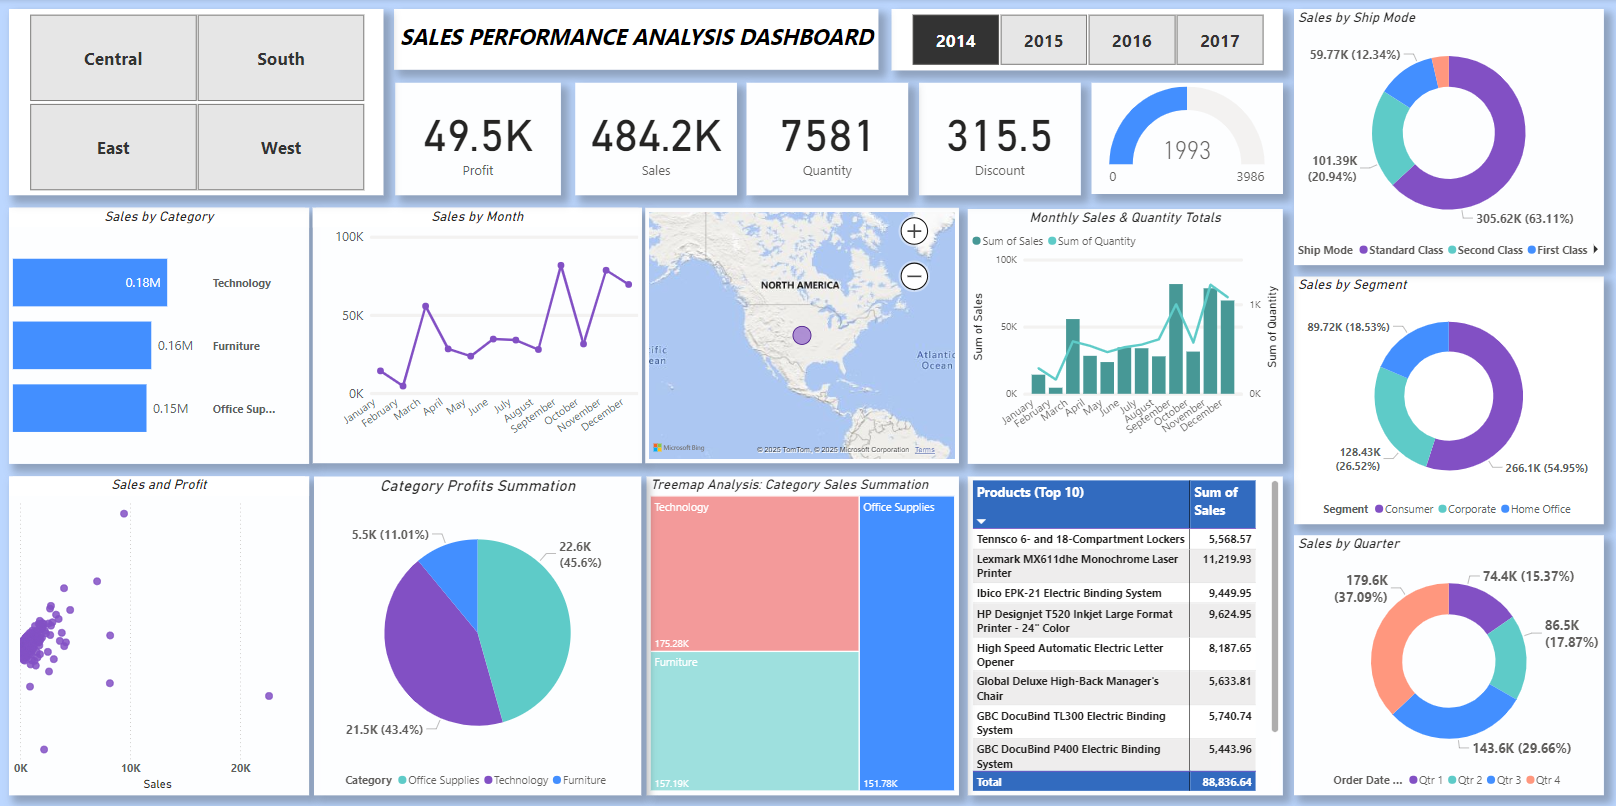 Central
South
East
West
SALES PERFORMANCE ANALYSIS DASHBOARD
2014
2015
2016
2017
49.5K
Profit
484.2K
Sales
7581
Quantity
315.5
Discount
1993
0
3986
Sales by Ship Mode
59.77K (12.34%)
101.39K
(20.94%)
305.62K (63.11%)
Ship Mode Standard Class Second Class First Class
Sales by Category
0.18M
Technology
0.16M
Furniture
0.15M
Office Sup...
Sales by Month
100K
50K
0K
January
February
March
April
May
June
July
August
September
October
November
December
NORTH AMERICA
ific
ean
Atlantic
Ocean
Microsoft Bing
© 2025 TomTom, © 2025 Microsoft Corporation Terms
Monthly Sales & Quantity Totals
Sum of Sales Sum of Quantity
100K
50K
0K
Sum of Sales
1K
0K
Sum of Quantity
January
February
March
April
May
June
July
August
September
October
November
December
Sales by Segment
89.72K (18.53%)
128.43K
(26.52%)
266.1K (54.95%)
Segment Consumer Corporate Home Office
Sales and Profit
0K
10K
20K
Sales
Category Profits Summation
5.5K (11.01%)
22.6K
(45.6%)
21.5K (43.4%)
Category Office Supplies Technology Furniture
Treemap Analysis: Category Sales Summation
Technology
175.28K
Furniture
157.19K
Office Supplies
151.78K
Products (Top 10)
Sum of
Sales
Tennsco 6- and 18-Compartment Lockers 5,568.57
Lexmark MX611dhe Monochrome Laser 11,219.93
Printer
Ibico EPK-21 Electric Binding System 9,449.95
HP Designjet T520 Inkjet Large Format 9,624.95
Printer - 24" Color
High Speed Automatic Electric Letter 8,187.65
Opener
Global Deluxe High-Back Manager's 5,633.81
Chair
GBC DocuBind TL300 Electric Binding 5,740.74
System
GBC DocuBind P400 Electric Binding 5,443.96
System
Total 88,836.64
Sales by Quarter
179.6K
(37.09%)
74.4K (15.37%)
86.5K
(17.87%)
143.6K (29.66%)
Order Date ... Qtr 1 Qtr 2 Qtr 3 Qtr 4